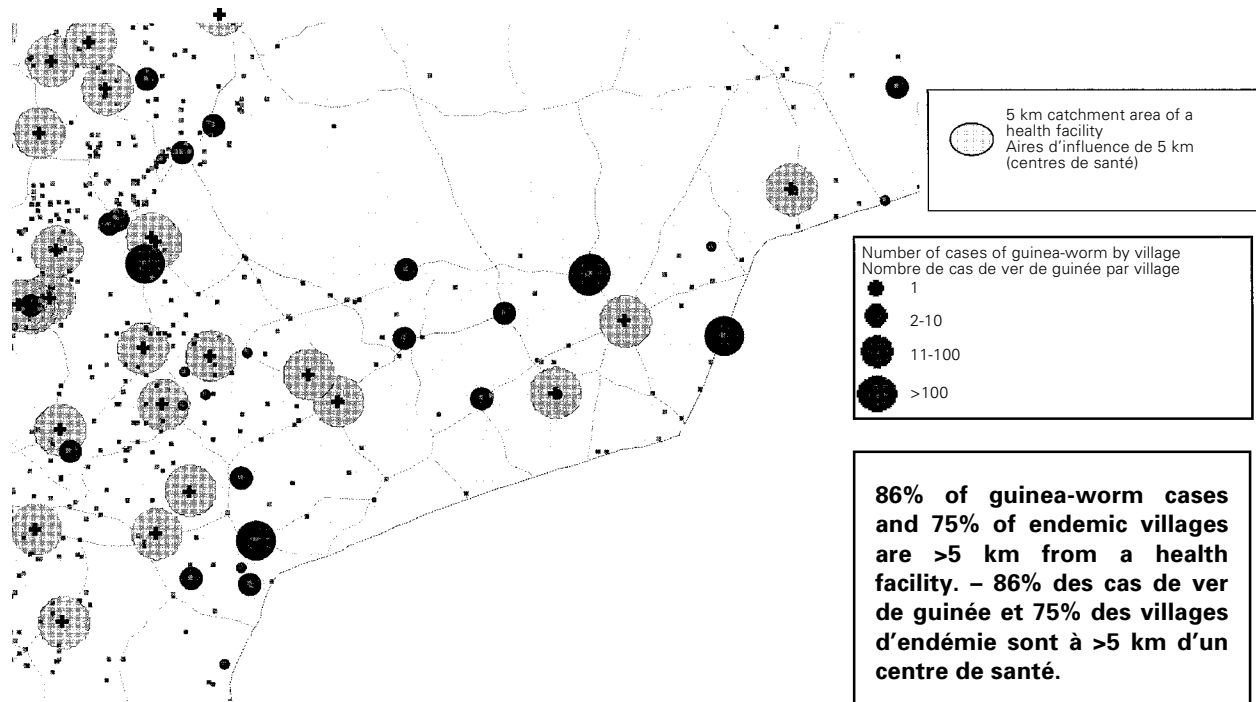 5 km catchment area of a
health facility
Aires d'influence de 5 km
(centres de santé)
Number of cases of guinea-worm by village
Nombre de cas de ver de guinée par village
1
2-10
11-100
>100
86% of guinea-worm cases
and 75% of endemic villages
are >5 km from a health
facility. – 86% des cas de ver
de guinée et 75% des villages
d'endémie sont à >5 km d'un
centre de santé.